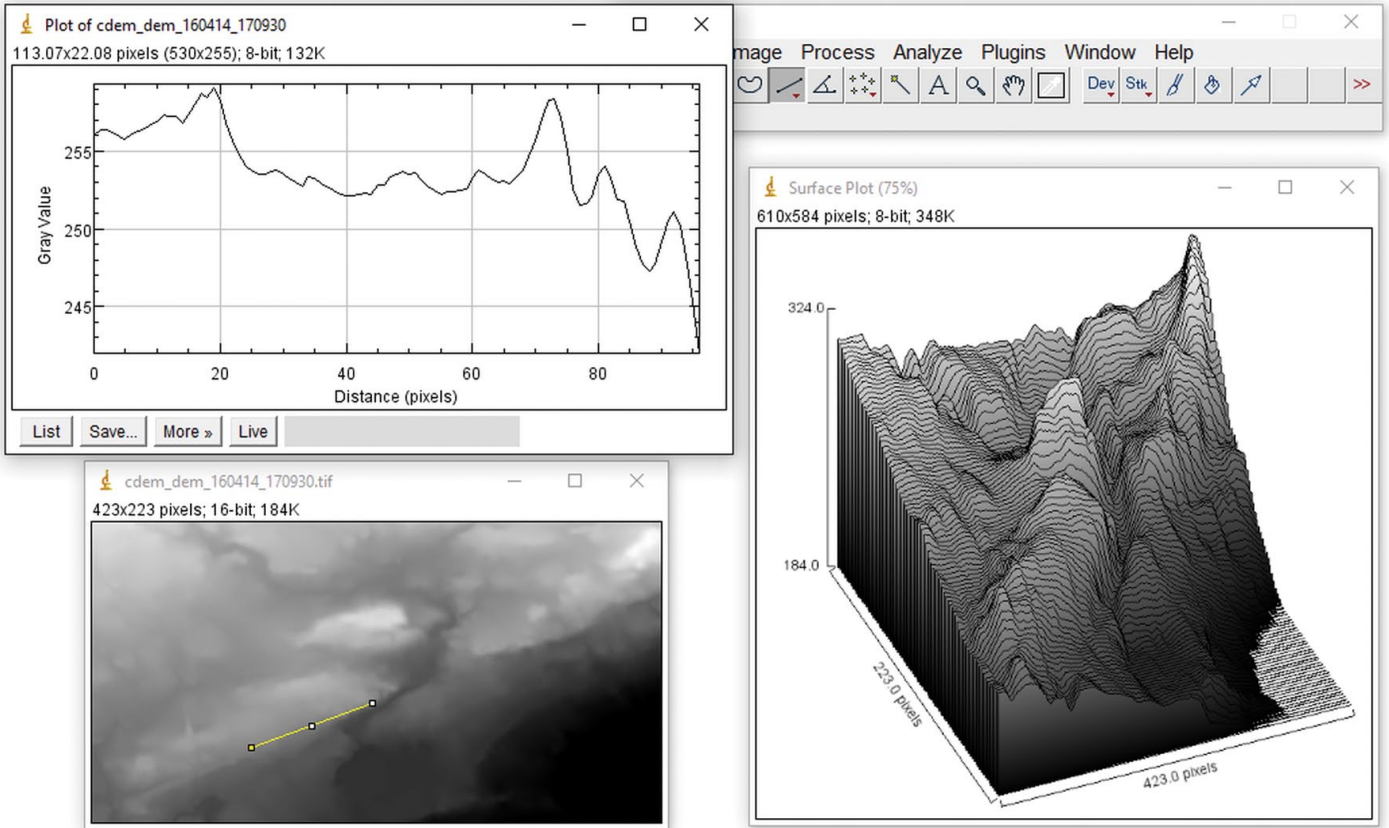 Plot of cdem_dem_160414_170930
113.07x22.08 pixels (530x255); 8-bit; 132K
255
250
245
Gray Value
0 20 40 60 80
Distance (pixels)
List Save... More » Live
mage Process Analyze Plugins Window Help
A Dev Stk >>
cdem_dem_160414_170930.tif
423x223 pixels; 16-bit; 184K
Surface Plot (75%)
610x584 pixels; 8-bit; 348K
324.0
184.0
223.0 pixels
423.0 pixels